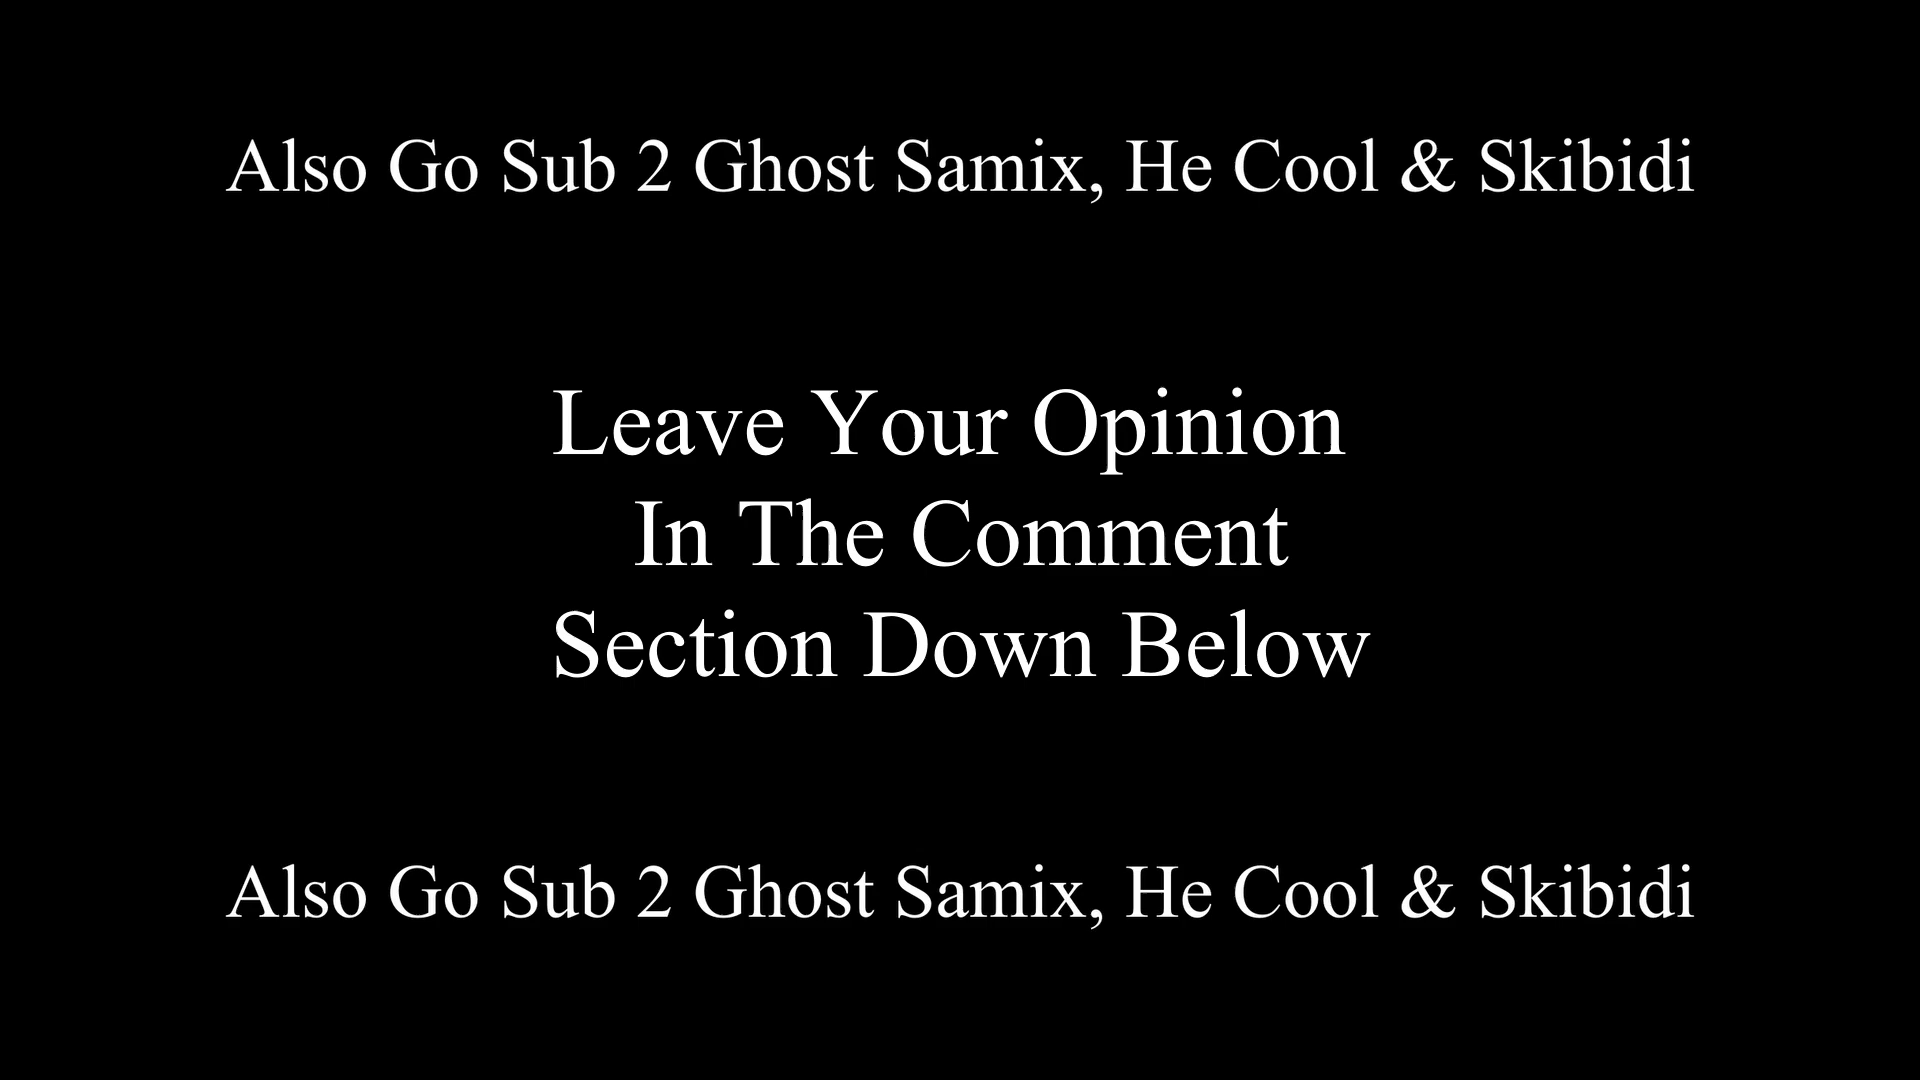 Also Go Sub 2 Ghost Samix, He Cool & Skibidi
Leave Your Opinion
In The Comment
Section Down Below
Also Go Sub 2 Ghost Samix, He Cool & Skibidi